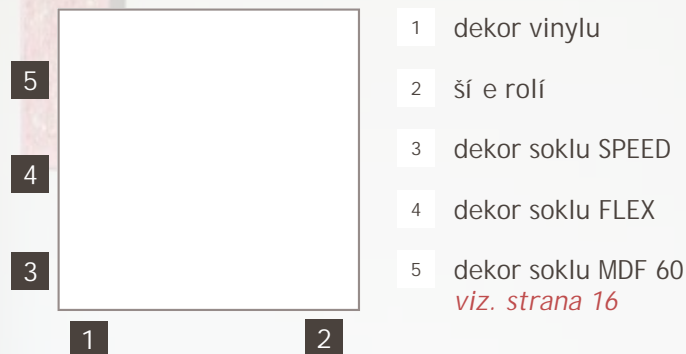 5
4
3
1
2
1 dekor vinylu
2 ší e rolí
3 dekor soklu SPEED
4 dekor soklu FLEX
5 dekor soklu MDF 60
viz. strana 16